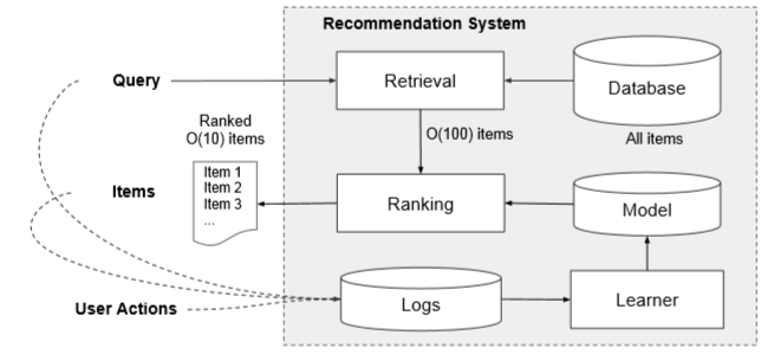 Recommendation System
Query
Retrieval
Database
Ranked
O(10) items
O(100) items
All items
Item 1
Item 2
Item 3
...
Items
Ranking
Model
User Actions
Logs
Learner